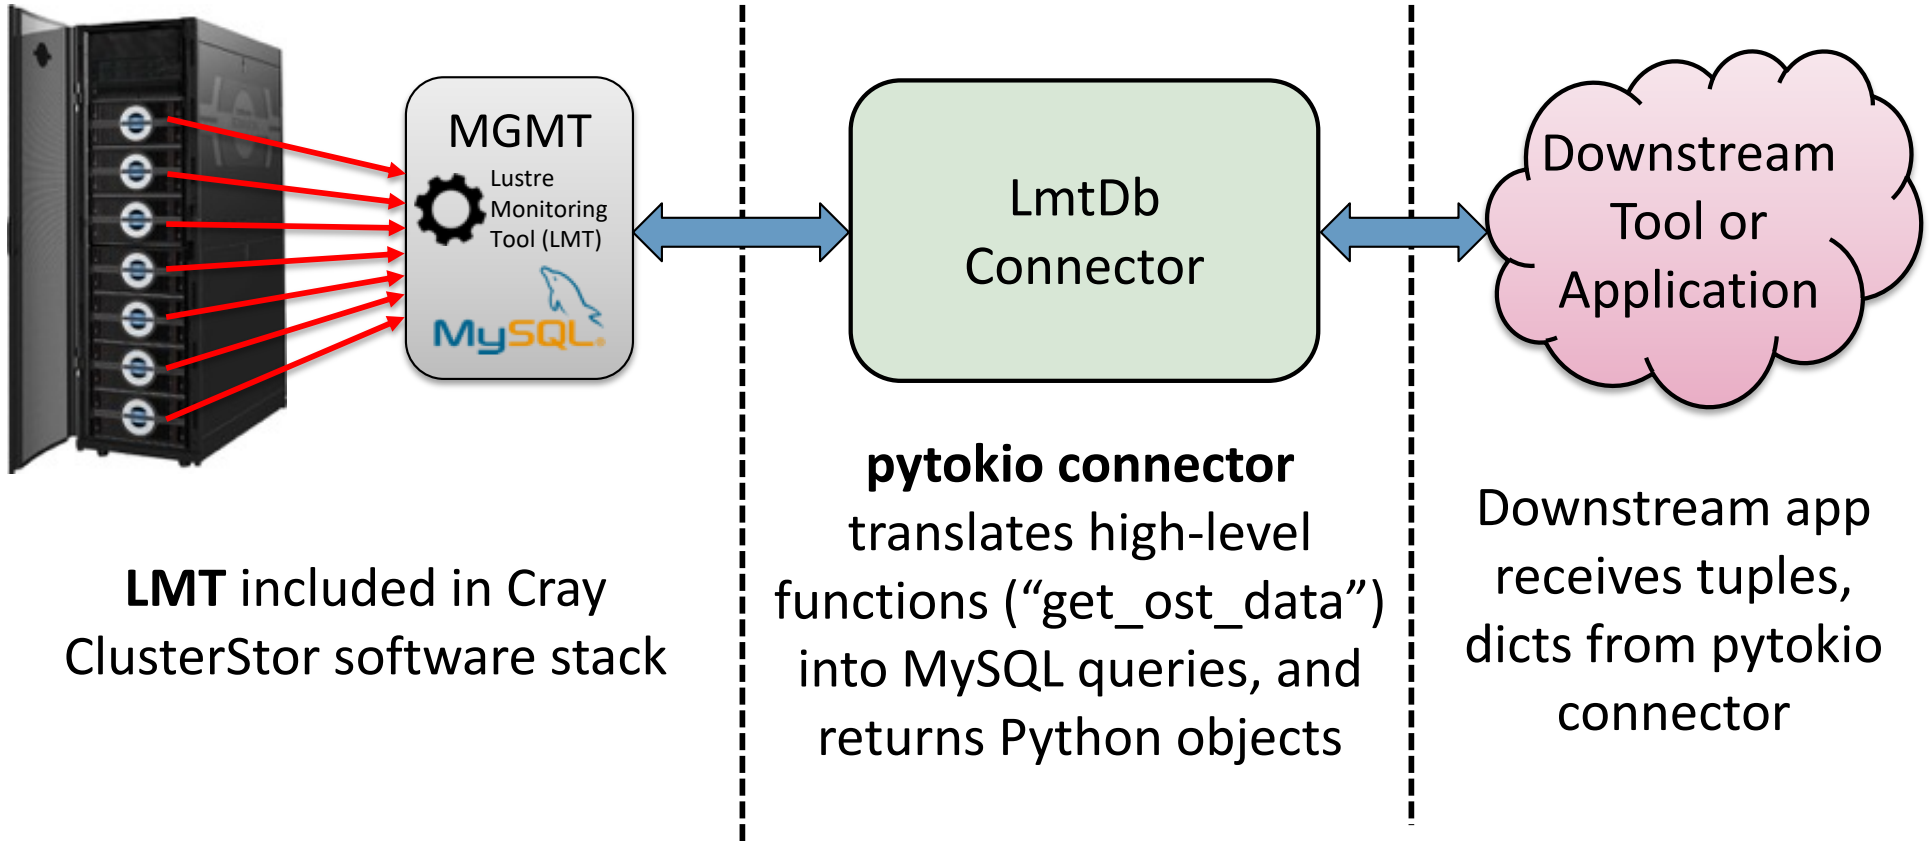 MGMT
Lustre
Monitoring
Tool (LMT)
MySQL®
LmtDb
Connector
Downstream
Tool or
Application
LMT included in Cray
ClusterStor software stack
pytokio connector
translates high-level
functions (“get_ost_data”)
into MySQL queries, and
returns Python objects
Downstream app
receives tuples,
dicts from pytokio
connector